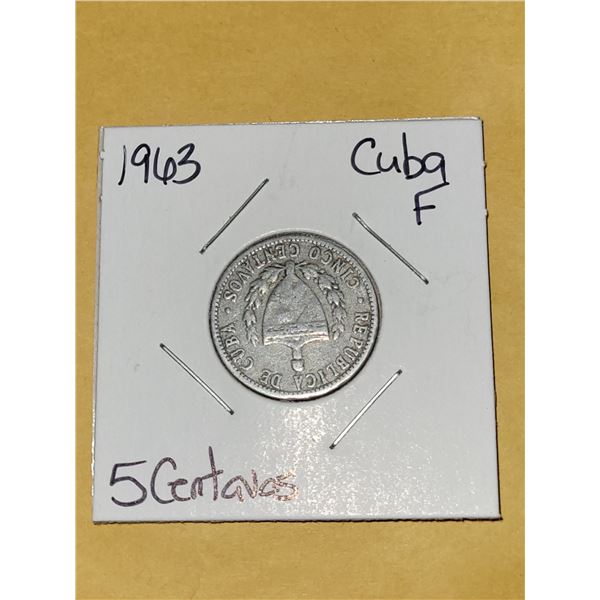 1963
Cuba
F
REPUBLICA DE CUBA
CINCO CENTAVOS
5 Centavos